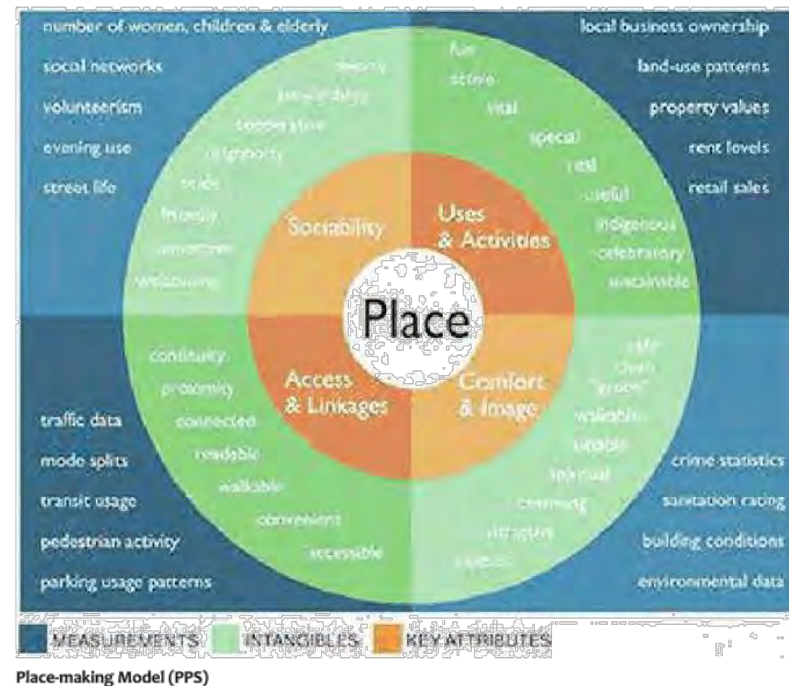 number of women, children & elderly
social networks
volunteerism
evening use
street life
local business ownership
land-use patterns
property values
rent levels
retail sales
cooperative
neighborly
pride
friendly
welcoming
fun
active
vital
special
real
useful
indigenous
celebratory
sustainable
Sociability
Uses
& Activities
Place
Access
& Linkages
Comfort
& Image
continuity
proximity
connected
readable
walkable
convenient
accessible
safe
clean
"green"
walkable
sitable
spiritual
charming
attractive
traffic data
mode splits
transit usage
pedestrian activity
parking usage patterns
crime statistics
sanitation rating
building conditions
environmental data
MEASUREMENTS
INTANGIBLES
KEY ATTRIBUTES
Place-making Model (PPS)